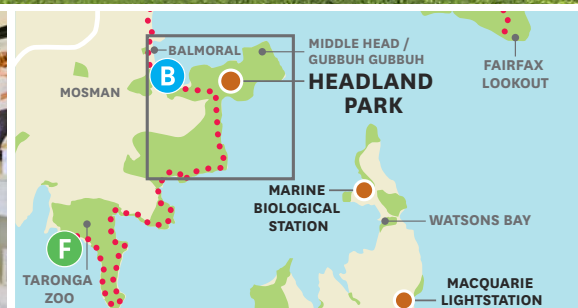 BALMORAL
MIDDLE HEAD /
GUBBUH GUBBUH
B
HEADLAND
PARK
FAIRFAX
LOOKOUT
MOSMAN
MARINE
BIOLOGICAL
STATION
WATSONS BAY
F
TARONGA
ZOO
MACQUARIE
LIGHTSTATION